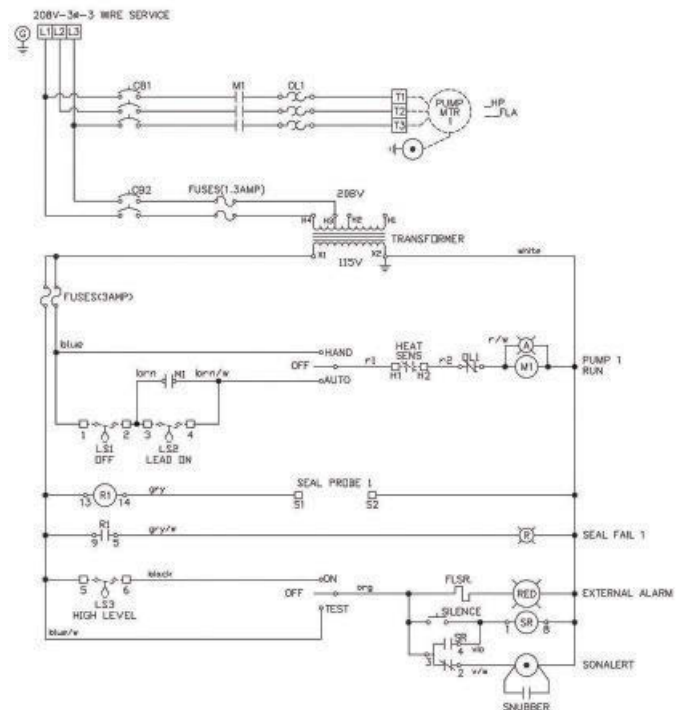 208V-3Ø-3 WIRE SERVICE
G
L1 L2 L3
CB1 M1 OL1
T1
T2
T3
PUMP
MTR
1
HP
FLA
CB2
FUSES(1.3AMP)
208V
H4 H3 H2 H1
TRANSFORMER
X1 115V X2
white
FUSES(3AMP)
blue
HAND
OFF
AUTO
r1
HEAT
SENS
H1 H2
r2
OL1
r/w
A
M1
PUMP 1
RUN
born M1 born/w
1 2 3 4
LS1
OFF
LS2
LEAD ON
13 R1 14
gry
SEAL PROBE 1
S1 S2
R1
9 5
gry/w
R
SEAL FAIL 1
5 6
LS3
HIGH LEVEL
black
ON
OFF
TEST
org
FLSR.
RED
EXTERNAL ALARM
SILENCE
1 SR 8
SR
4 vio
3
2
v/w
SONALERT
SNUBBER
blue/w